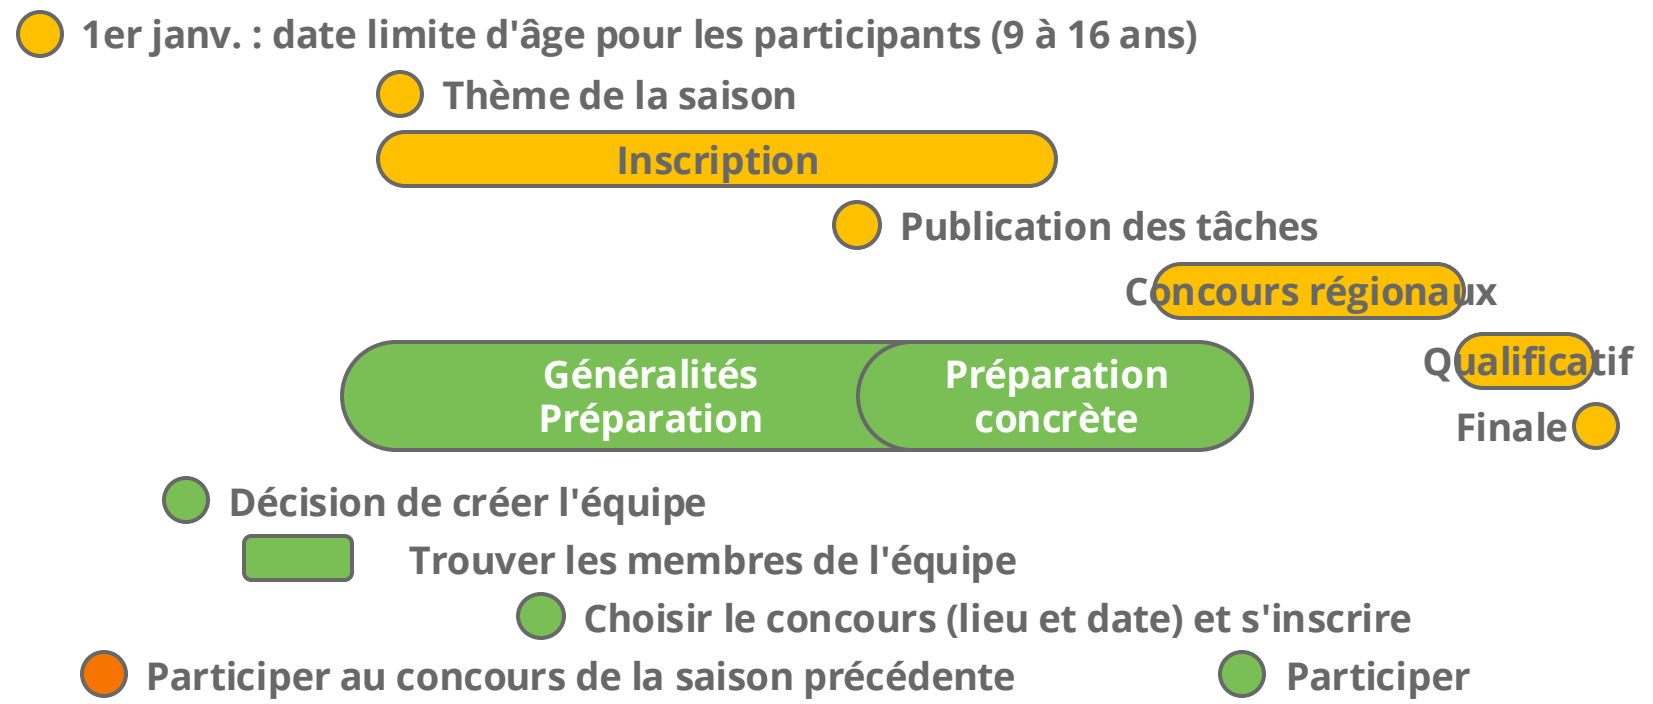 1er janv. : date limite d'âge pour les participants (9 à 16 ans)
Thème de la saison
Inscription
Publication des tâches
Concours régionaux
Qualificatif
Généralités
Préparation
Préparation
concrète
Finale
Décision de créer l'équipe
Trouver les membres de l'équipe
Choisir le concours (lieu et date) et s'inscrire
Participer au concours de la saison précédente
Participer